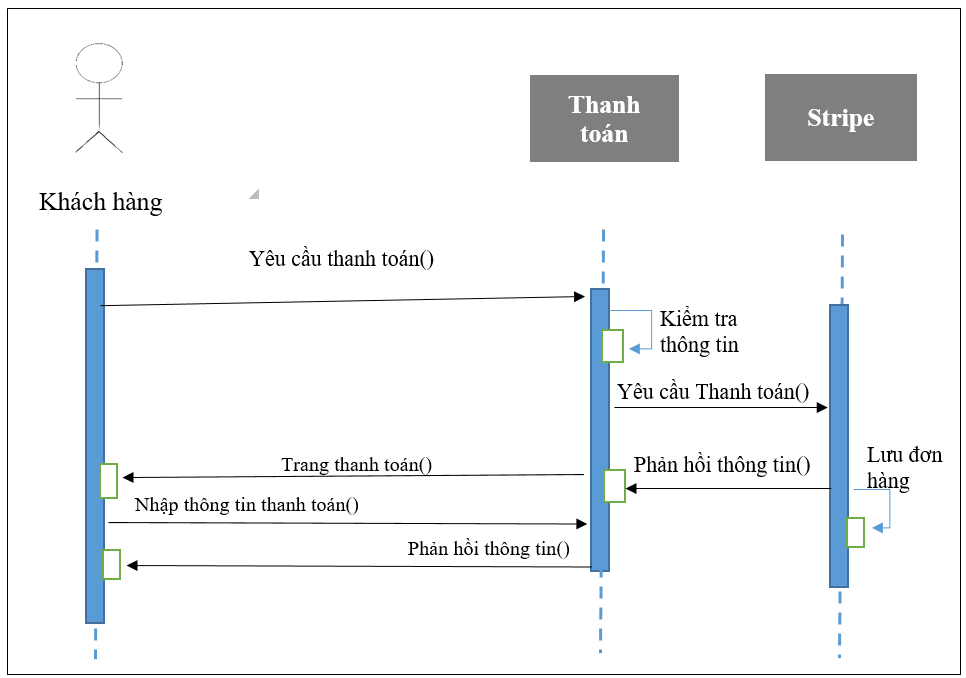 Thanh
toán
Stripe
Khách hàng
Yêu cầu thanh toán()
Kiểm tra
thông tin
Yêu cầu Thanh toán()
Trang thanh toán()
Phản hồi thông tin()
Lưu đơn
hàng
Nhập thông tin thanh toán()
Phản hồi thông tin()